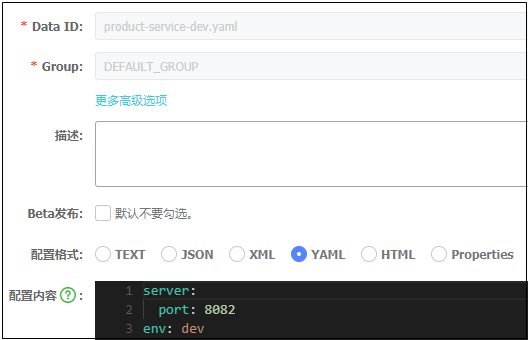 * Data ID: product-service-dev.yaml
* Group: DEFAULT_GROUP
更多高级选项
描述:
Beta发布: 默认不要勾选。
配置格式: TEXT JSON XML YAML HTML Properties
配置内容 ? :
1 server:
2 port: 8082
3 env: dev